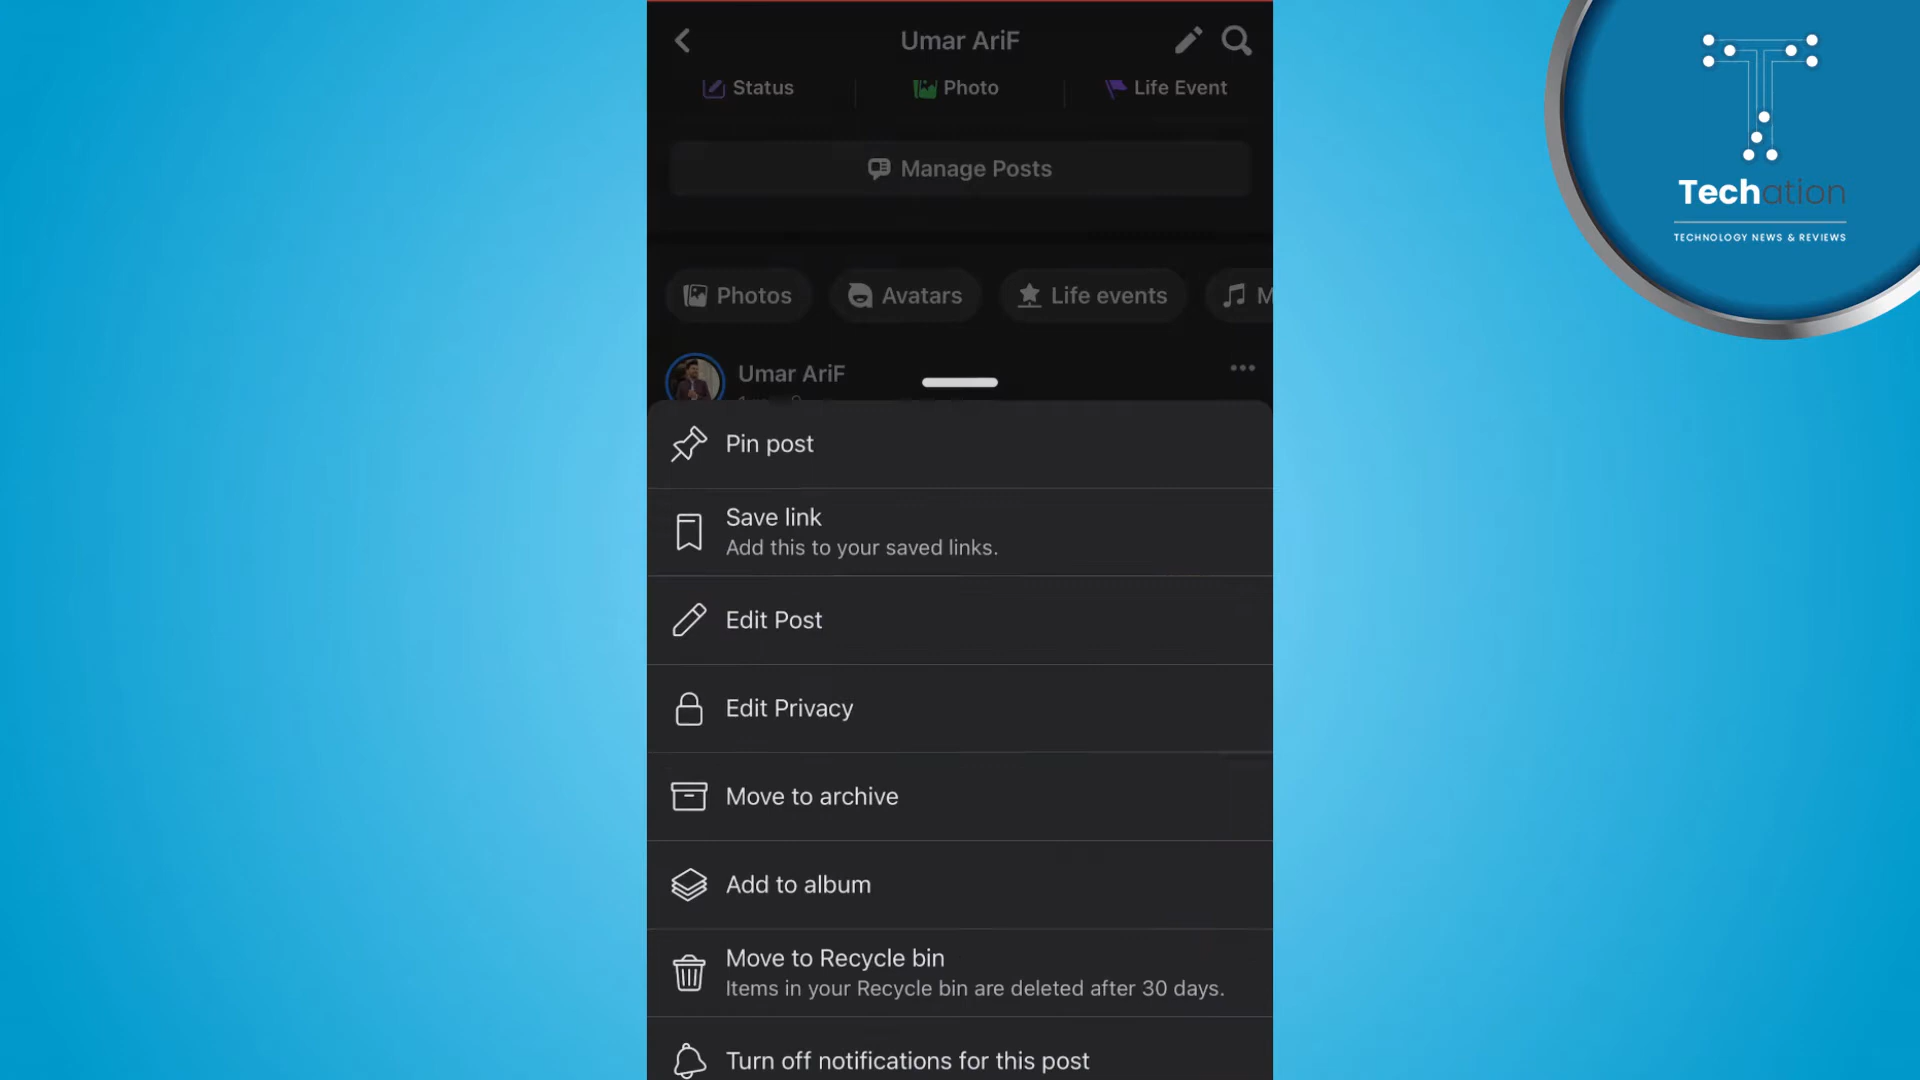 Umar AriF
Status
Photo
Life Event
Manage Posts
Photos
Avatars
Life events
M
Umar AriF
Pin post
Save link
Add this to your saved links.
Edit Post
Edit Privacy
Move to archive
Add to album
Move to Recycle bin
Items in your Recycle bin are deleted after 30 days.
Turn off notifications for this post
Techation
TECHNOLOGY NEWS & REVIEWS